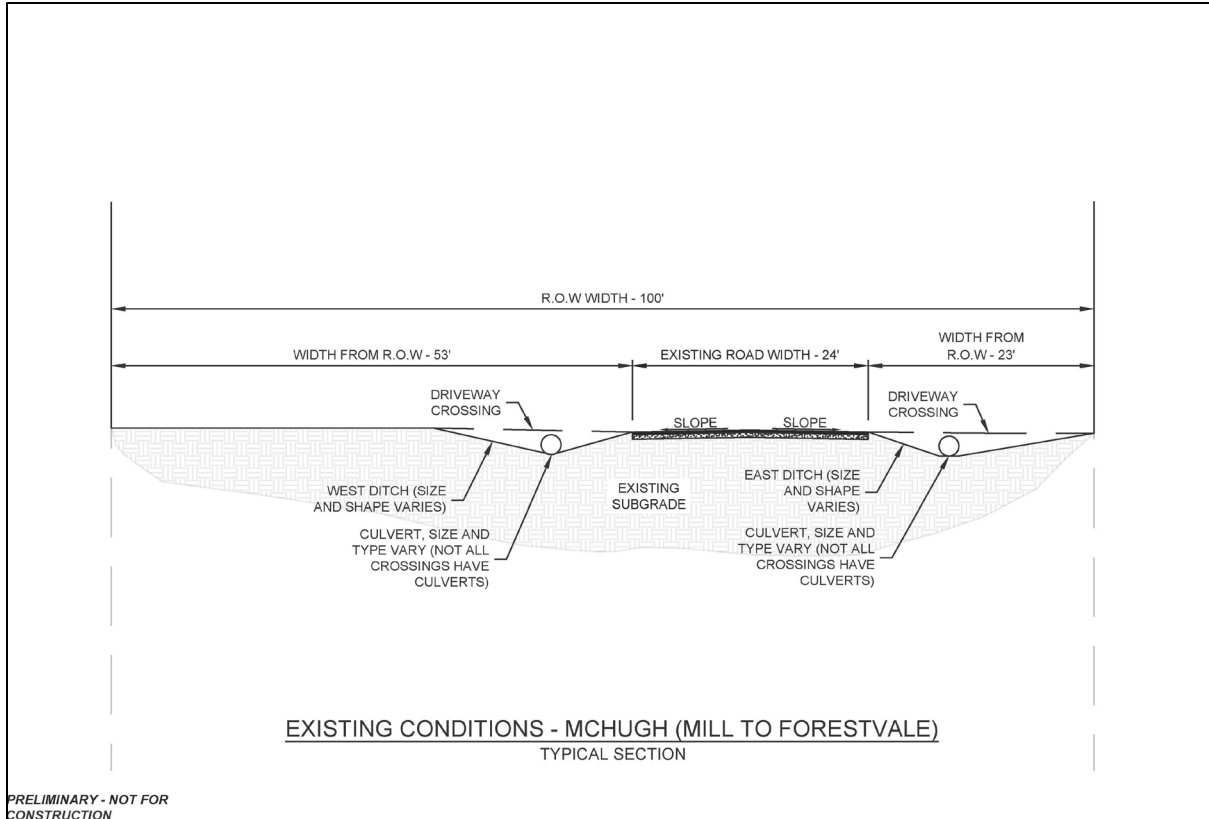 R.O.W WIDTH - 100'
WIDTH FROM R.O.W - 53'
EXISTING ROAD WIDTH - 24'
WIDTH FROM
R.O.W - 23'
DRIVEWAY
CROSSING
SLOPE
SLOPE
DRIVEWAY
CROSSING
WEST DITCH (SIZE
AND SHAPE VARIES)
EXISTING
SUBGRADE
EAST DITCH (SIZE
AND SHAPE
VARIES)
CULVERT, SIZE AND
TYPE VARY (NOT ALL
CROSSINGS HAVE
CULVERTS)
CULVERT, SIZE AND
TYPE VARY (NOT ALL
CROSSINGS HAVE
CULVERTS)
EXISTING CONDITIONS - MCHUGH (MILL TO FORESTVALE)
TYPICAL SECTION
PRELIMINARY - NOT FOR
CONSTRUCTION